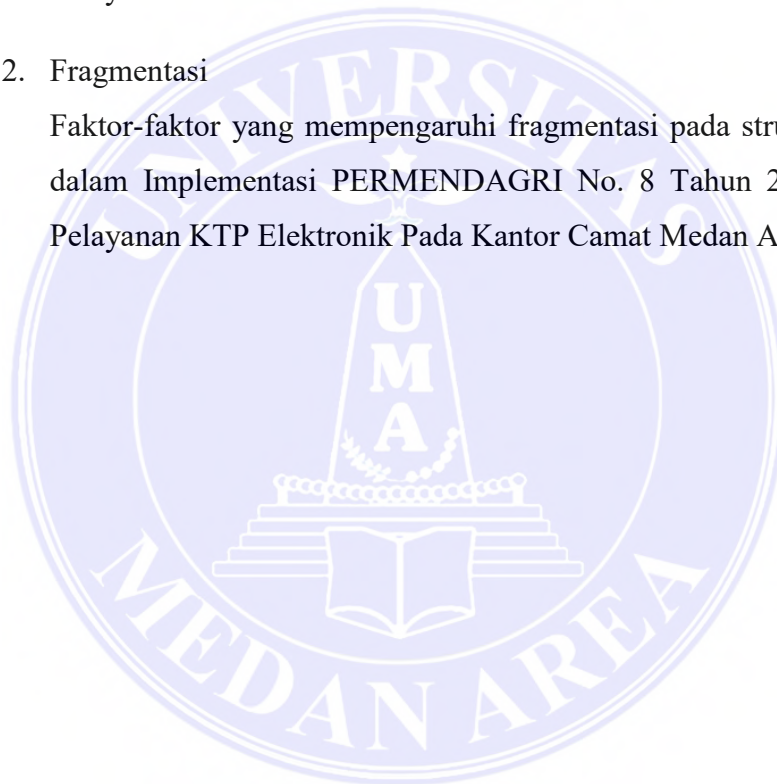 2. Fragmentasi
Faktor-faktor yang mempengaruhi fragmentasi pada
dalam Implementasi PERMENDAGRI No. 8 Tahun
Pelayanan KTP Elektronik Pada Kantor Camat Medan
UNIVERSITAS
UMA
MEDAN AREA